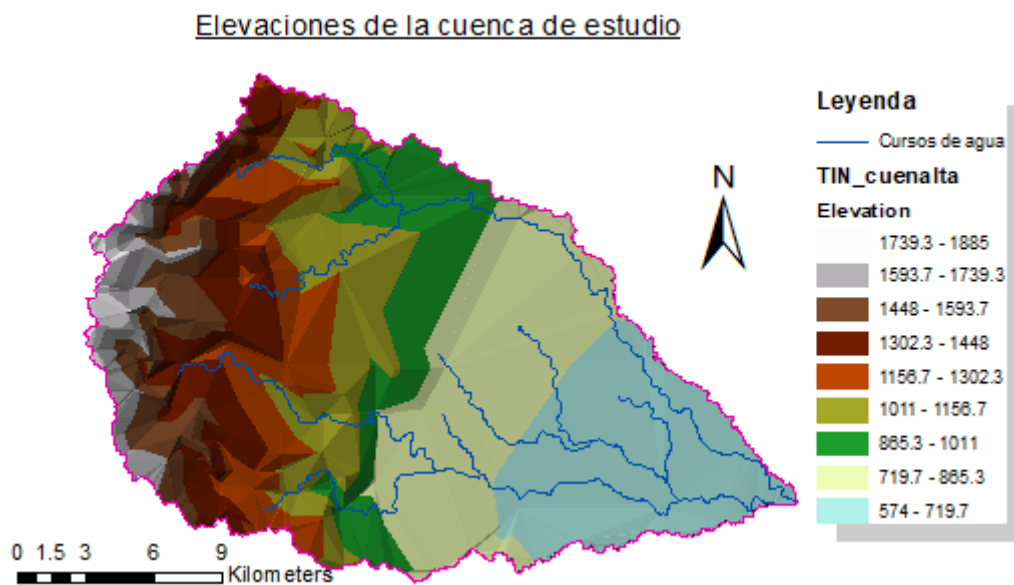 Elevaciones de la cuenca de estudio
Leyenda
Cursos de agua
TIN_cuenalta
Elevation
1739.3 - 1885
1593.7 - 1739.3
1448 - 1593.7
1302.3 - 1448
1156.7 - 1302.3
1011 - 1156.7
865.3 - 1011
719.7 - 865.3
574 - 719.7
N
0 1.5 3 6 9
Kilometers